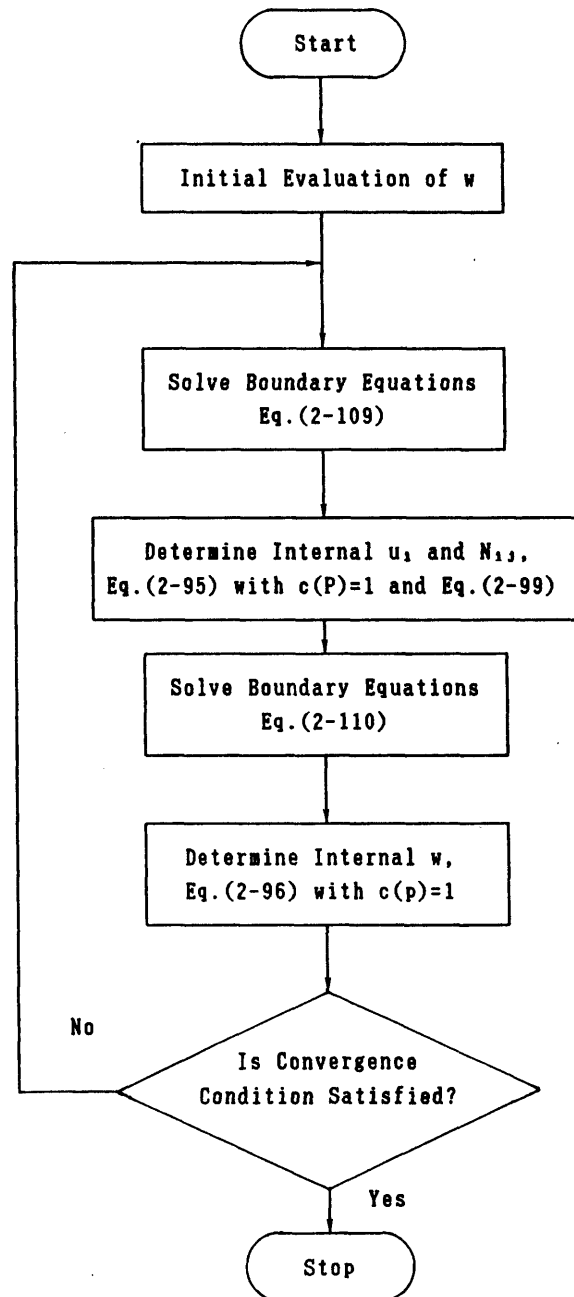 Start
Initial Evaluation of w
Solve Boundary Equations
Eq.(2-109)
Determine Internal u₁ and N₁ⱼ,
Eq.(2-95) with c(P)=1 and Eq.(2-99)
Solve Boundary Equations
Eq.(2-110)
Determine Internal w,
Eq.(2-96) with c(p)=1
No
Is Convergence
Condition Satisfied?
Yes
Stop